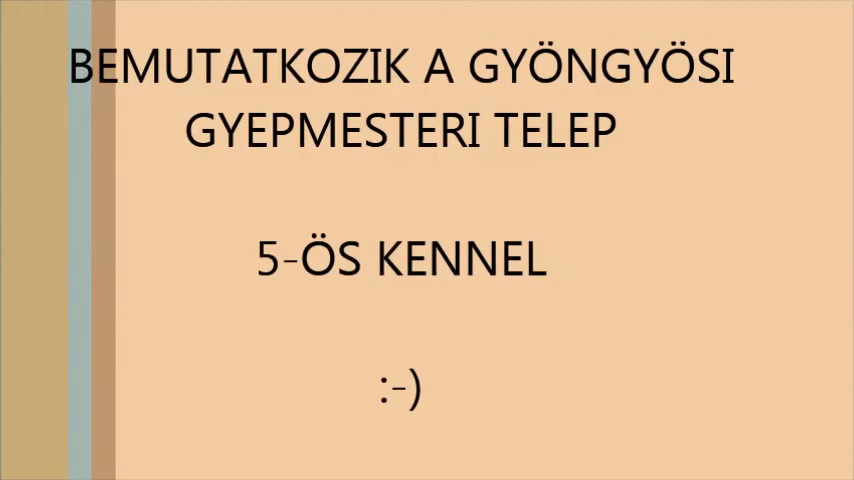 BEMUTATKOZIK A GYÖNGYÖSI
GYEPMESTERI TELEP
5-ÖS KENNEL
:-)